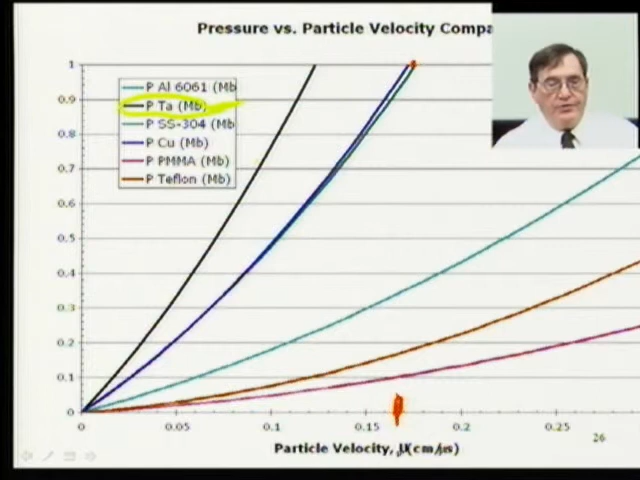 Pressure vs. Particle Velocity Compa
P Al 6061 (Mb
P Ta (Mb)
P SS-304 (Mb
P Cu (Mb)
P PMMA (Mb)
P Teflon (Mb)
1
0.9
0.8
0.7
0.6
0.5
0.4
0.3
0.2
0.1
0
0 0.05 0.1 0.15 0.2 0.25
26
Particle Velocity, U(cm/µs)